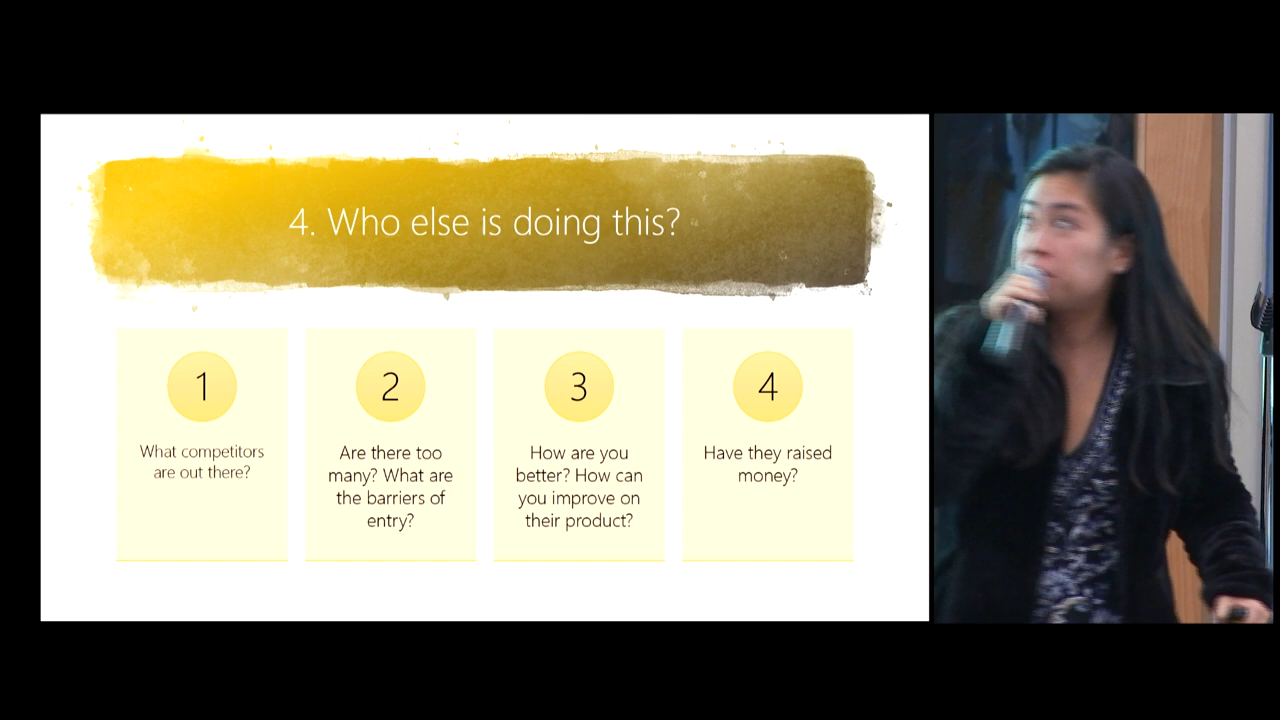 4. Who else is doing this?
1
What competitors
are out there?
2
Are there too
many? What are
the barriers of
entry?
3
How are you
better? How can
you improve on
their product?
4
Have they raised
money?